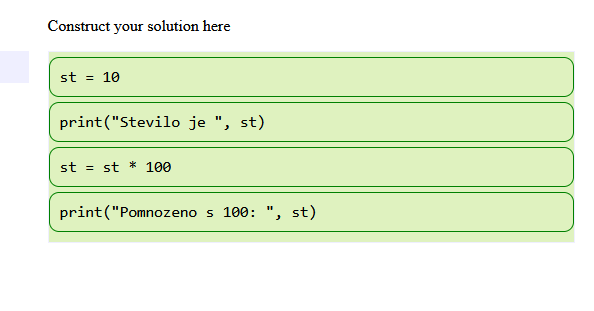 Construct your solution here
st = 10
print("Stevilo je ", st)
st = st * 100
print("Pomnozeno s 100: ", st)